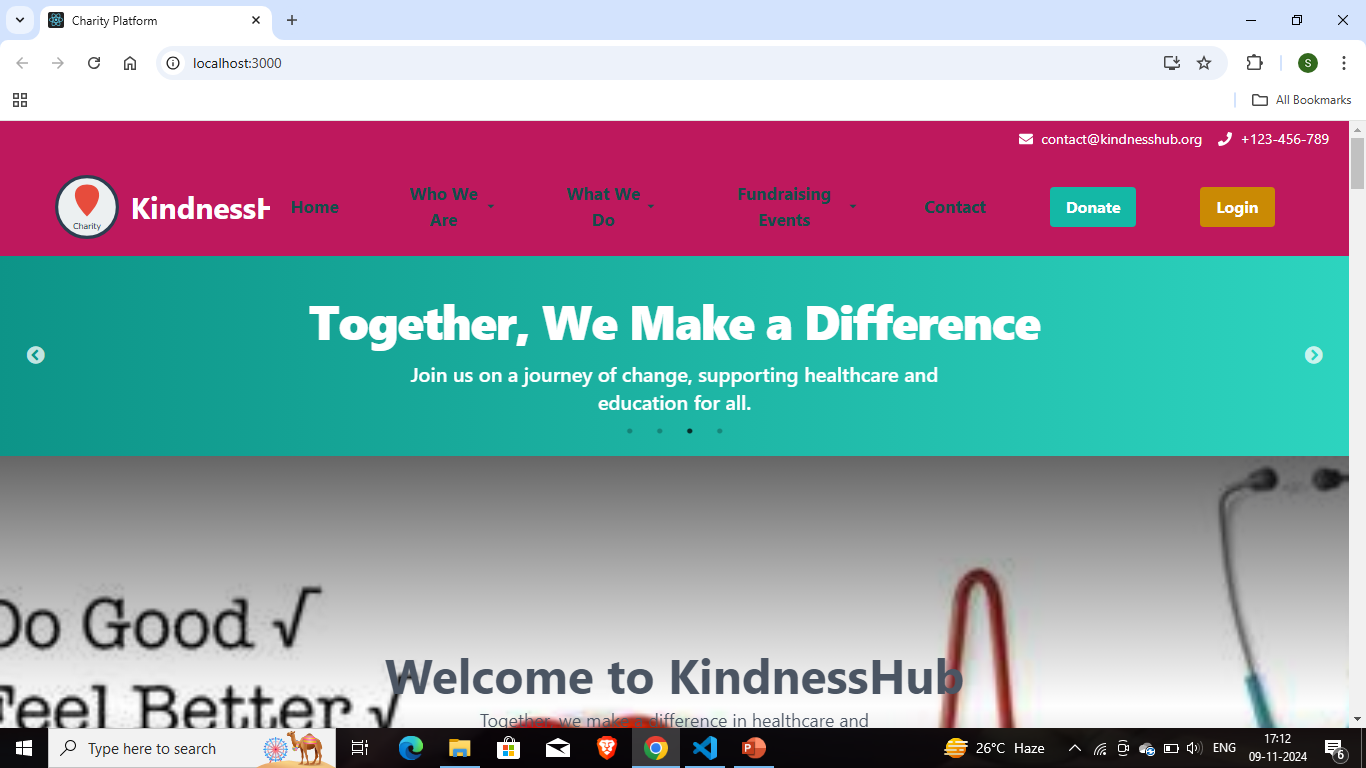 Charity Platform
localhost:3000
S
All Bookmarks
contact@kindnesshub.org +123-456-789
Charity
KindnessH
Home
Who We
Are
What We
Do
Fundraising
Events
Contact
Donate
Login
Together, We Make a Difference
Join us on a journey of change, supporting healthcare and
education for all.
Do Good √
Feel Better √
Welcome to KindnessHub
Together, we make a difference in healthcare and
Type here to search
26°C Haze
ENG
17:12
09-11-2024
6